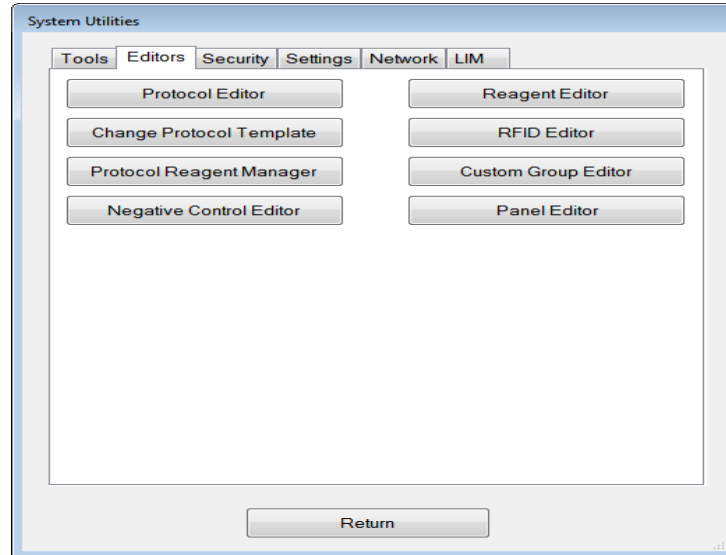 System Utilities
Tools Editors Security Settings Network LIM
Protocol Editor Reagent Editor
Change Protocol Template RFID Editor
Protocol Reagent Manager Custom Group Editor
Negative Control Editor Panel Editor
Return